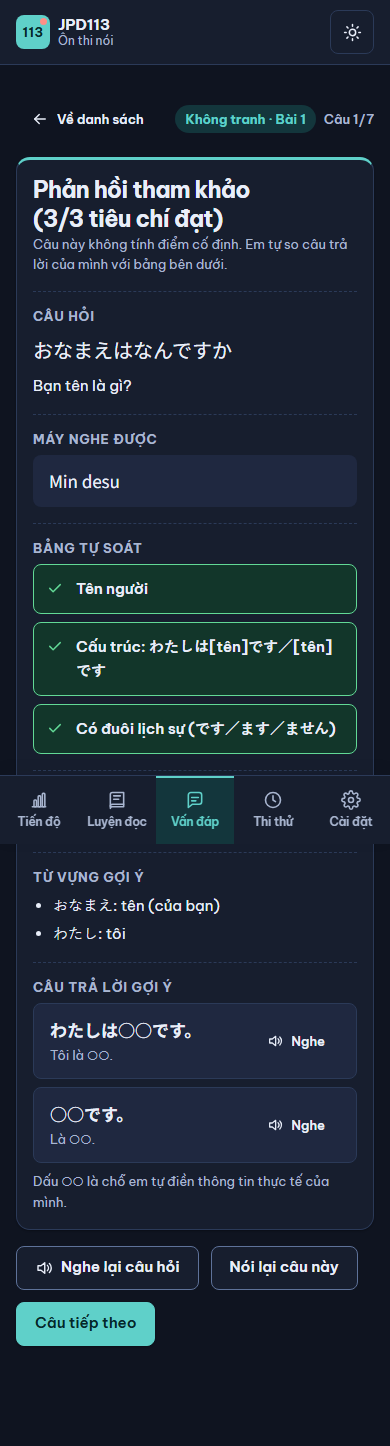 113
JPD113
Ôn thi nói
Về danh sách
Không tranh · Bài 1
Câu 1/7
Phản hồi tham khảo
(3/3 tiêu chí đạt)
Câu này không tính điểm cố định. Em tự so câu trả
lời của mình với bảng bên dưới.
CÂU HỎI
おなまえはなんですか
Bạn tên là gì?
MÁY NGHE ĐƯỢC
Min desu
BẢNG TỰ SOÁT
Tên người
Cấu trúc: わたしは[tên]です／[tên]
です
Có đuôi lịch sự (です／ます／ません)
Tiến độ
Luyện đọc
Vấn đáp
Thi thử
Cài đặt
TỪ VỰNG GỢI Ý
• おなまえ: tên (của bạn)
• わたし: tôi
CÂU TRẢ LỜI GỢI Ý
わたしは○○です。
Tôi là ○○.
Nghe
○○です。
Là ○○.
Nghe
Dấu ○○ là chỗ em tự điền thông tin thực tế của
mình.
Nghe lại câu hỏi
Nói lại câu này
Câu tiếp theo